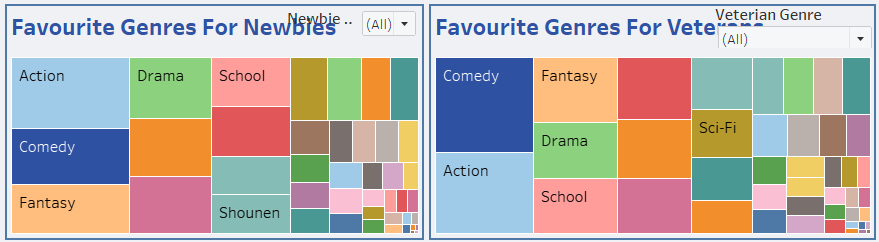 Favourite Genres For Newbies
Newbie ..
(All)
Action
Comedy
Fantasy
Drama
School
Shounen
Favourite Genres For Veterans
Veterian Genre
(All)
Comedy
Action
Fantasy
Drama
School
Sci-Fi